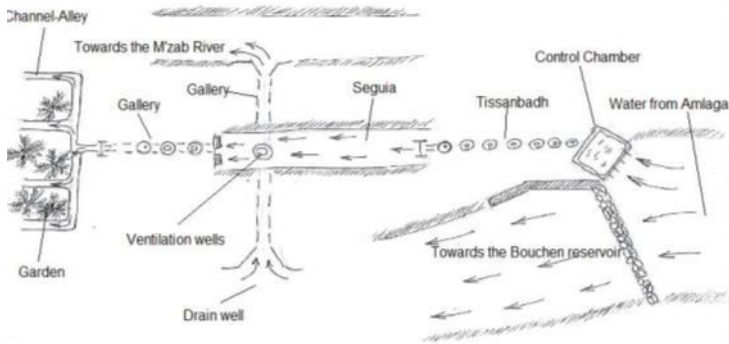 Channel-Alley
Towards the M'zab River
Control Chamber
Gallery
Gallery
Seguia
Tissanbadh
Water from Amlaga
Ventilation wells
Towards the Bouchen reservoir
Garden
Drain well